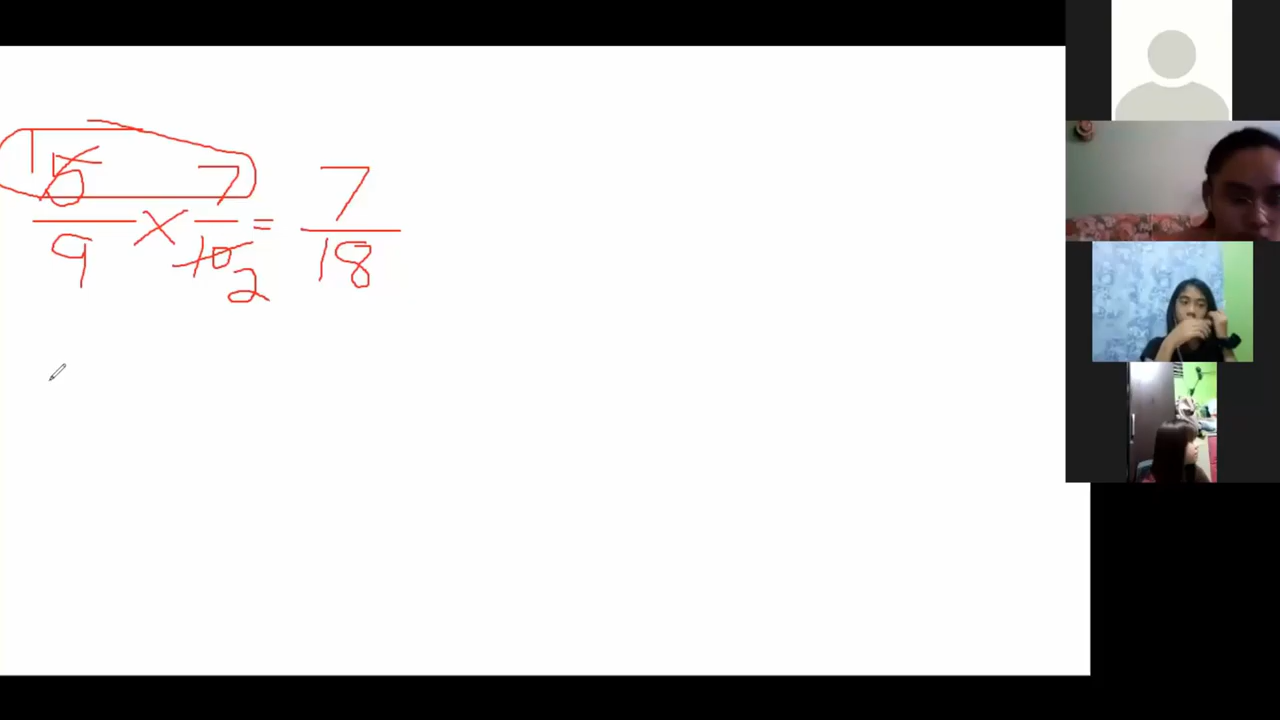 1 5 7 7
— × — = —
9 10 2 18